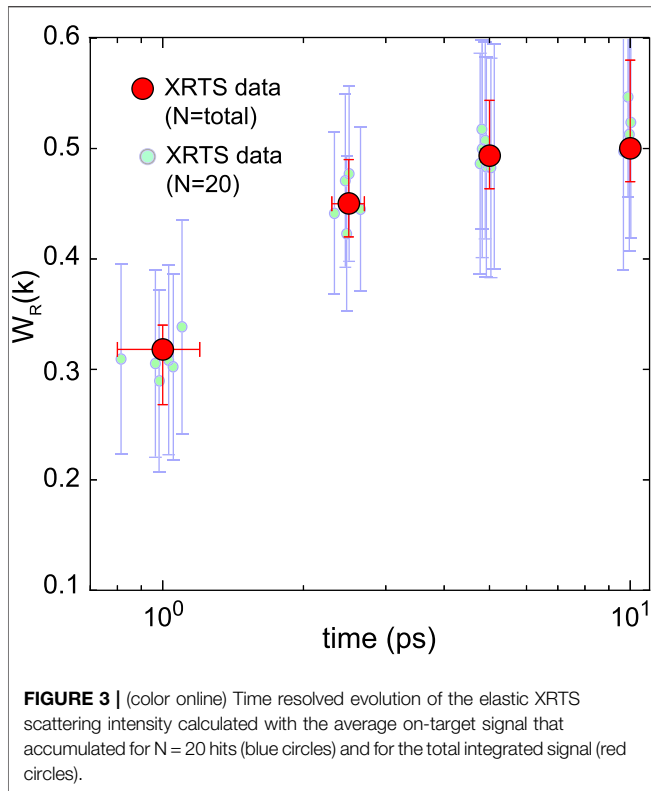 0.6
0.5
0.4
0.3
0.2
0.1
W_R(k)
XRTS data
(N=total)
XRTS data
(N=20)
10^0
10^1
time (ps)
FIGURE 3 | (color online) Time resolved evolution of the elastic XRTS
scattering intensity calculated with the average on-target signal that
accumulated for N = 20 hits (blue circles) and for the total integrated signal (red
circles).